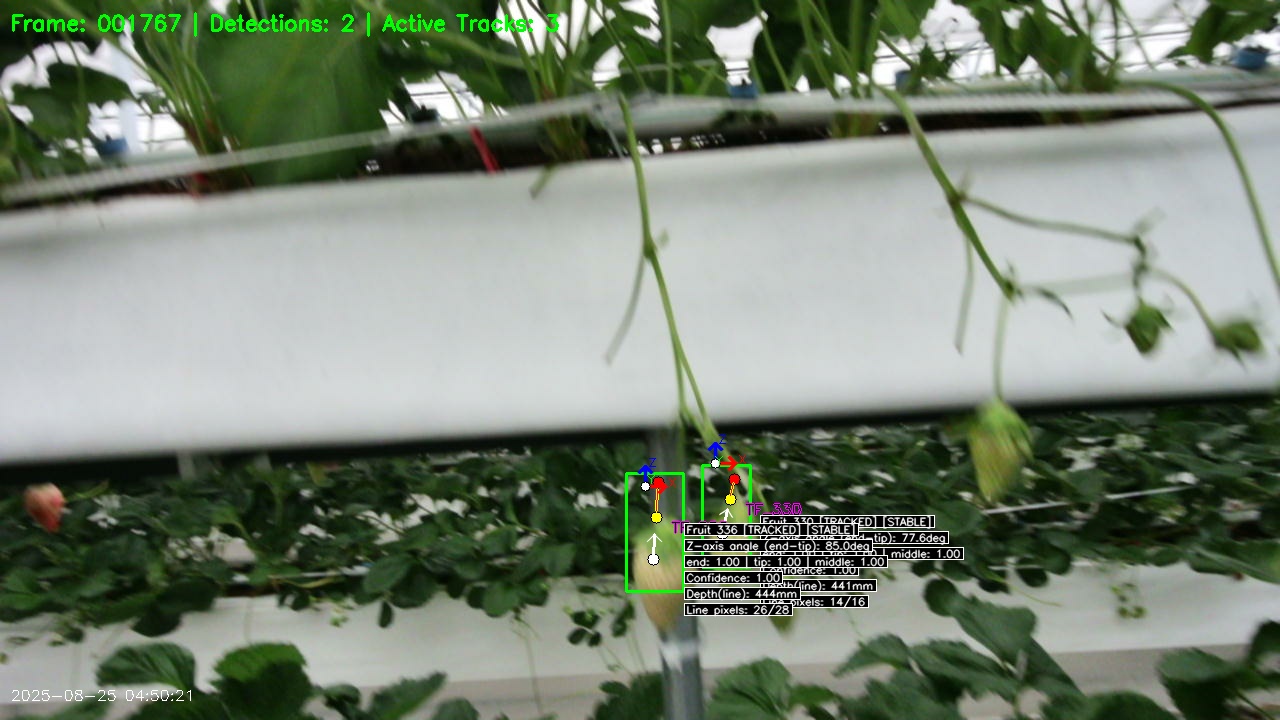 Frame: 001767 | Detections: 2 | Active Tracks: 3
Z
TF_330
Fruit 330 [TRACKED] [STABLE]
Fruit 336 [TRACKED] [STABLE]
(end-tip): 77.6deg
Z-axis angle (end-tip): 85.0deg
middle: 1.00
end: 1.00 | tip: 1.00 | middle: 1.00
Confidence: 1.00
Confidence: 1.00
Depth(line): 441mm
Depth(line): 444mm
pixels: 14/16
Line pixels: 26/28
2025-08-25 04:50:21